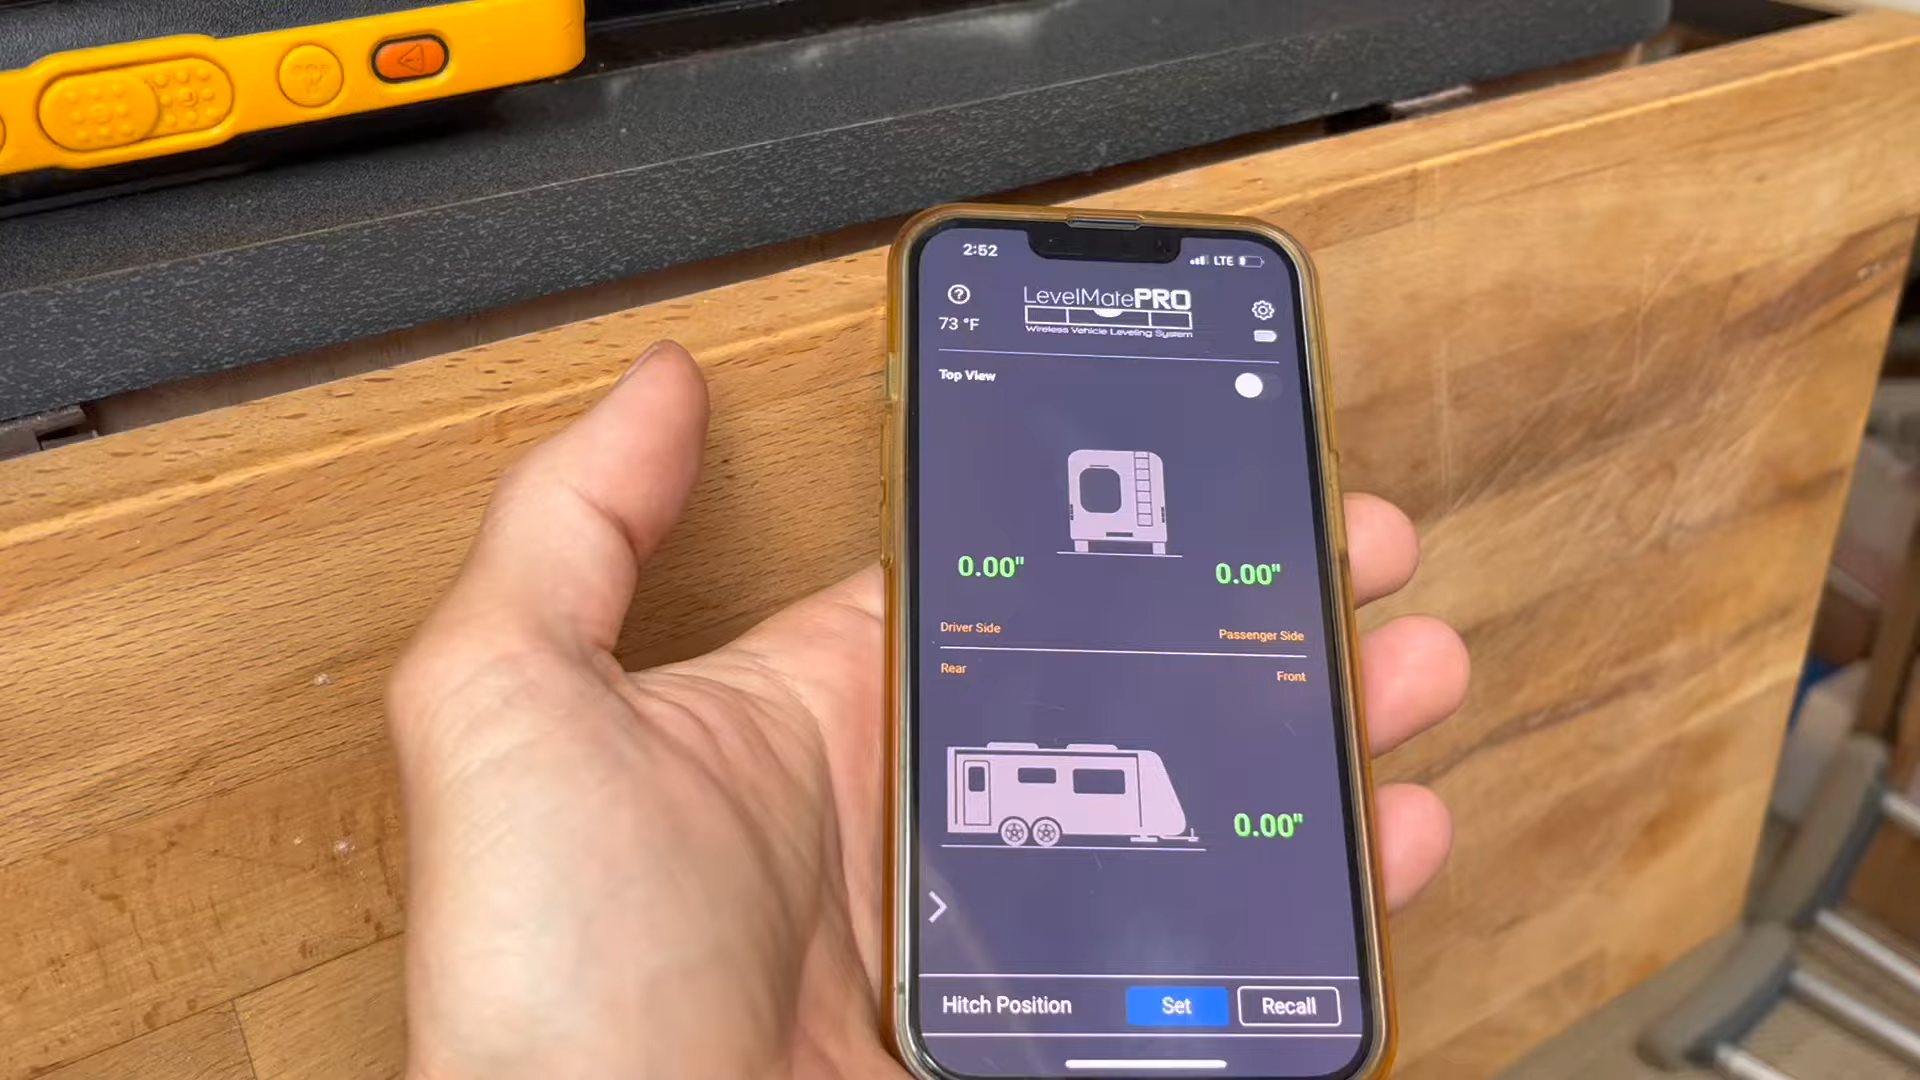 2:52
LTE
?
LevelMatePRO
Wireless Vehicle Leveling System
73 °F
Top View
0.00"
0.00"
Driver Side
Passenger Side
Rear
Front
0.00"
Hitch Position
Set
Recall